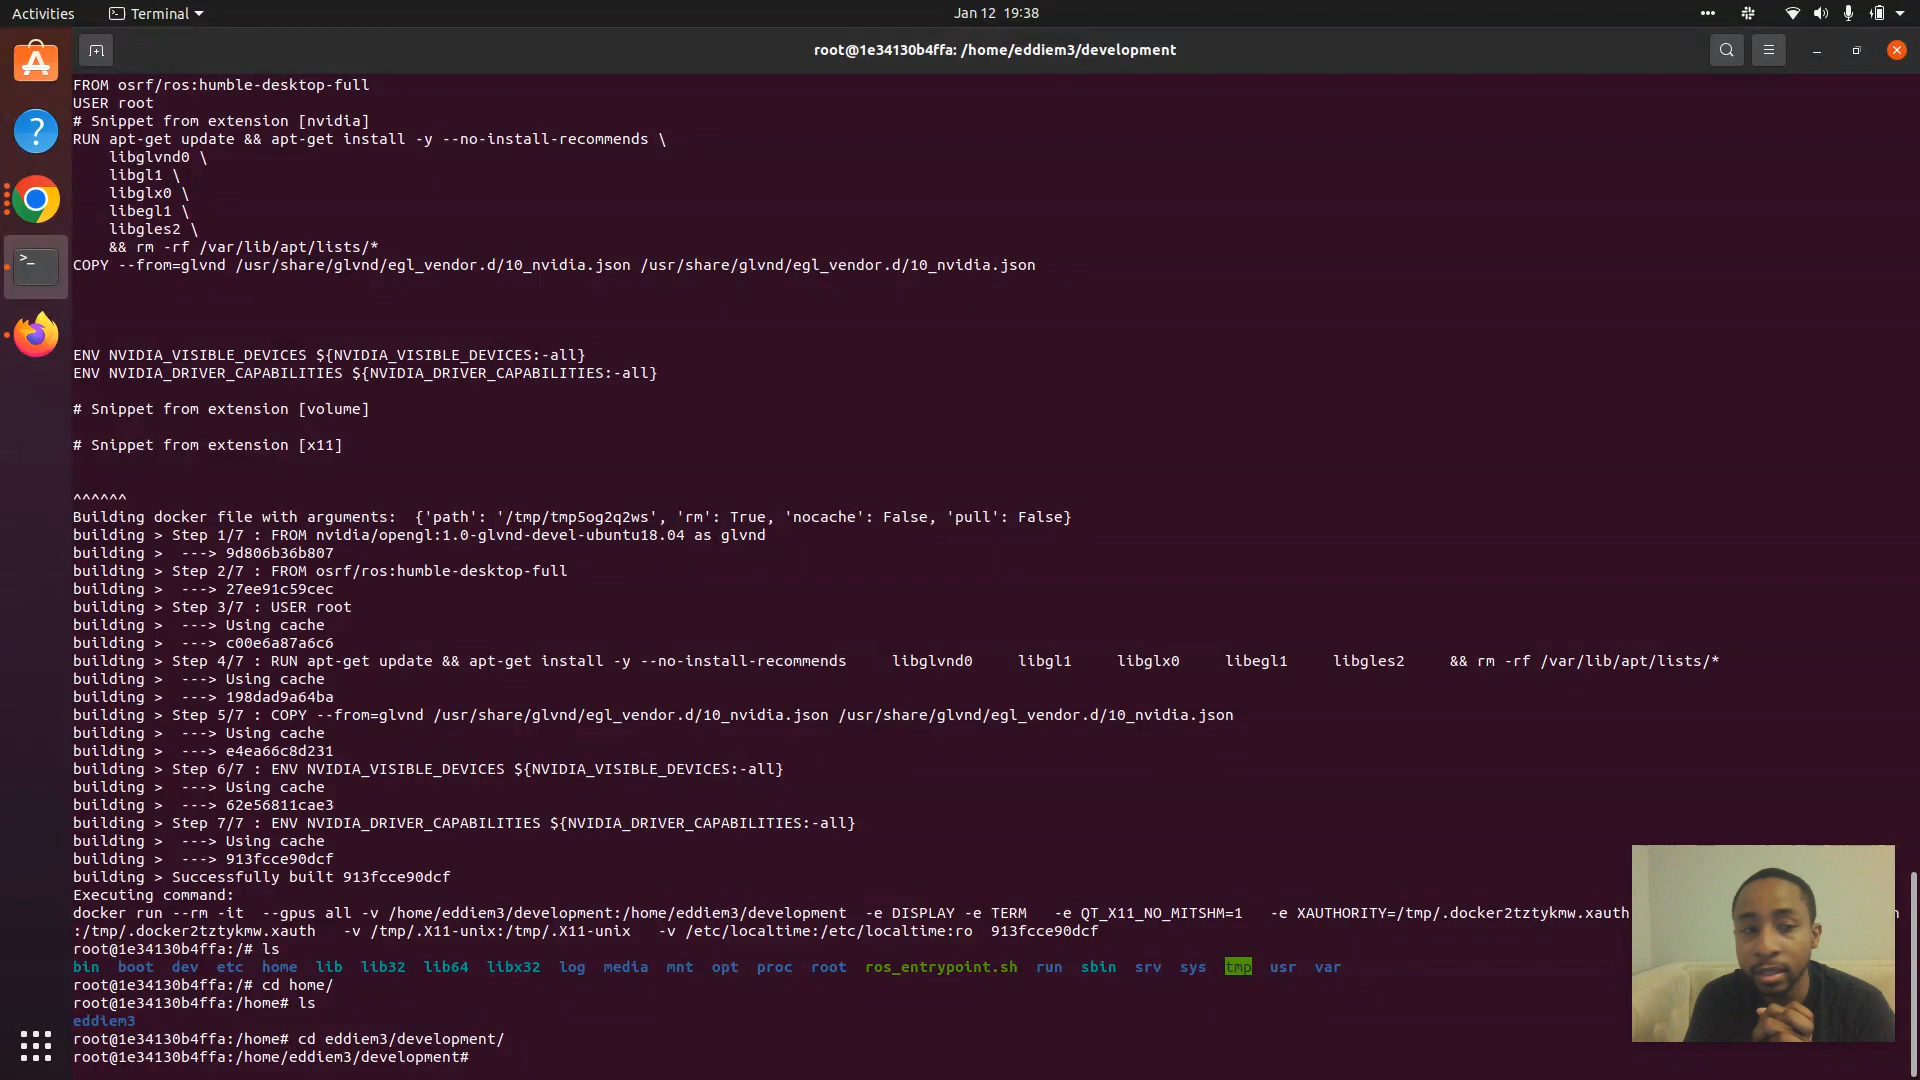 Activities
Terminal
Jan 12 19:38
root@1e34130b4ffa: /home/eddiem3/development
FROM osrf/ros:humble-desktop-full
USER root
# Snippet from extension [nvidia]
RUN apt-get update && apt-get install -y --no-install-recommends \
    libglvnd0 \
    libgl1 \
    libglx0 \
    libegl1 \
    libgles2 \
    && rm -rf /var/lib/apt/lists/*
COPY --from=glvnd /usr/share/glvnd/egl_vendor.d/10_nvidia.json /usr/share/glvnd/egl_vendor.d/10_nvidia.json
ENV NVIDIA_VISIBLE_DEVICES ${NVIDIA_VISIBLE_DEVICES:-all}
ENV NVIDIA_DRIVER_CAPABILITIES ${NVIDIA_DRIVER_CAPABILITIES:-all}
# Snippet from extension [volume]
# Snippet from extension [x11]
^^^^^^
Building docker file with arguments:  {'path': '/tmp/tmp5og2q2ws', 'rm': True, 'nocache': False, 'pull': False}
building > Step 1/7 : FROM nvidia/opengl:1.0-glvnd-devel-ubuntu18.04 as glvnd
building >  ---> 9d806b36b807
building > Step 2/7 : FROM osrf/ros:humble-desktop-full
building >  ---> 27ee91c59cec
building > Step 3/7 : USER root
building >  ---> Using cache
building >  ---> c00e6a87a6c6
building > Step 4/7 : RUN apt-get update && apt-get install -y --no-install-recommends     libglvnd0     libgl1     libglx0     libegl1     libgles2     && rm -rf /var/lib/apt/lists/*
building >  ---> Using cache
building >  ---> 198dad9a64ba
building > Step 5/7 : COPY --from=glvnd /usr/share/glvnd/egl_vendor.d/10_nvidia.json /usr/share/glvnd/egl_vendor.d/10_nvidia.json
building >  ---> Using cache
building >  ---> e4ea66c8d231
building > Step 6/7 : ENV NVIDIA_VISIBLE_DEVICES ${NVIDIA_VISIBLE_DEVICES:-all}
building >  ---> Using cache
building >  ---> 62e56811cae3
building > Step 7/7 : ENV NVIDIA_DRIVER_CAPABILITIES ${NVIDIA_DRIVER_CAPABILITIES:-all}
building >  ---> Using cache
building >  ---> 913fcce90dcf
building > Successfully built 913fcce90dcf
Executing command:
docker run --rm -it  --gpus all -v /home/eddiem3/development:/home/eddiem3/development  -e DISPLAY -e TERM   -e QT_X11_NO_MITSHM=1   -e XAUTHORITY=/tmp/.docker2tztykmw.xauth
:/tmp/.docker2tztykmw.xauth   -v /tmp/.X11-unix:/tmp/.X11-unix   -v /etc/localtime:/etc/localtime:ro  913fcce90dcf
root@1e34130b4ffa:/# ls
bin  boot  dev  etc  home  lib  lib32  lib64  libx32  log  media  mnt  opt  proc  root  ros_entrypoint.sh  run  sbin  srv  sys  tmp  usr  var
root@1e34130b4ffa:/# cd home/
root@1e34130b4ffa:/home# ls
eddiem3
root@1e34130b4ffa:/home# cd eddiem3/development/
root@1e34130b4ffa:/home/eddiem3/development#